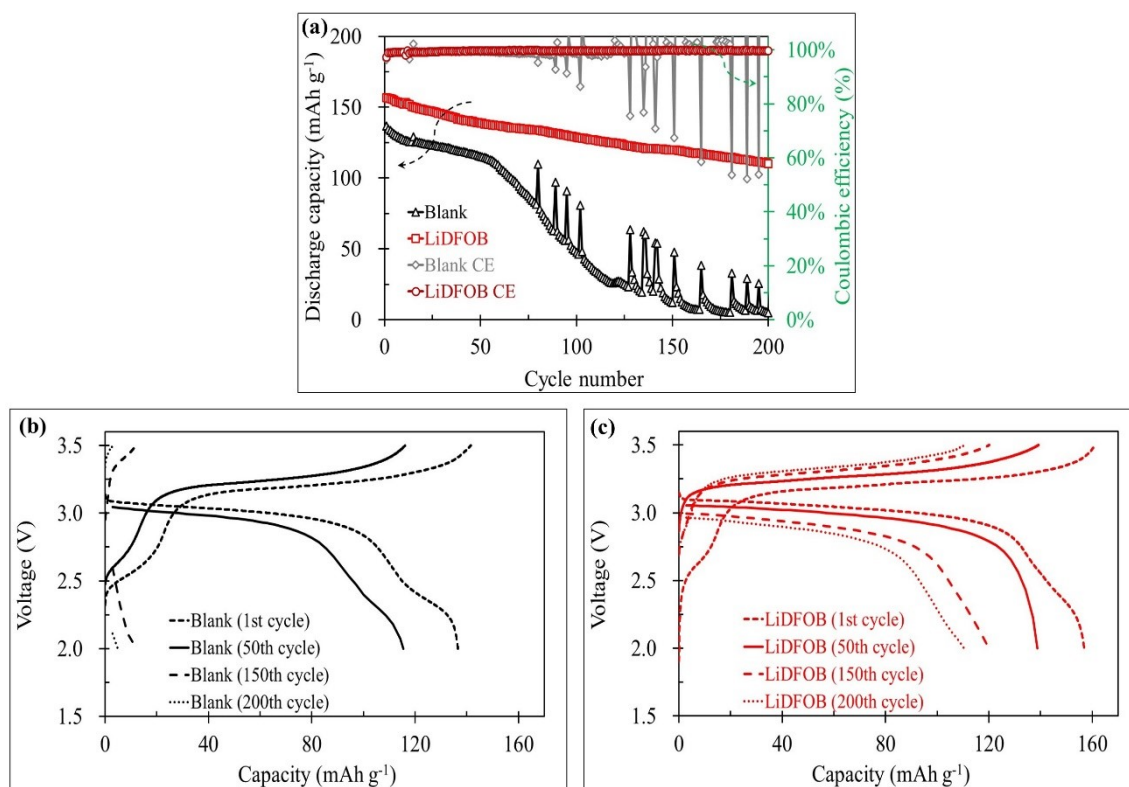 (a)
200
150
100
50
0
Discharge capacity (mAh g⁻¹)
Blank
LiDFOB
Blank CE
LiDFOB CE
100%
80%
60%
40%
20%
0%
Coulombic efficiency (%)
0 50 100 150 200
Cycle number
(b)
3.5
3.0
2.5
2.0
1.5
Voltage (V)
Blank (1st cycle)
Blank (50th cycle)
Blank (150th cycle)
Blank (200th cycle)
0 40 80 120 160
Capacity (mAh g⁻¹)
(c)
3.5
3.0
2.5
2.0
1.5
Voltage (V)
LiDFOB (1st cycle)
LiDFOB (50th cycle)
LiDFOB (150th cycle)
LiDFOB (200th cycle)
0 40 80 120 160
Capacity (mAh g⁻¹)